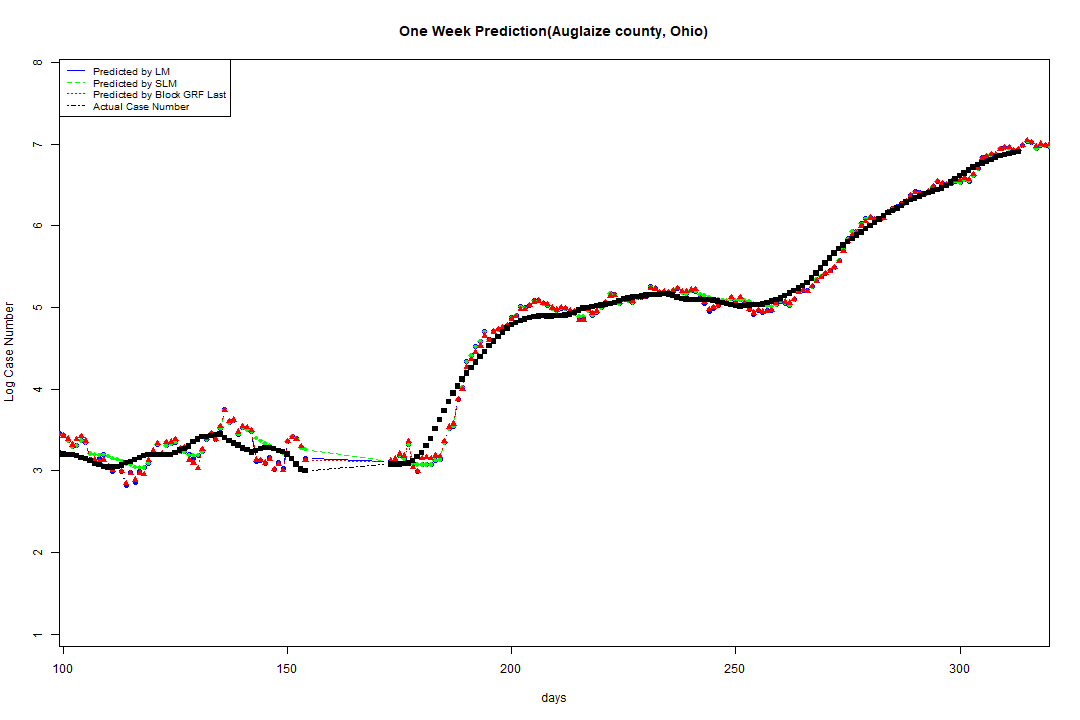 One Week Prediction(Auglaize county, Ohio)
Predicted by LM
Predicted by SLM
Predicted by Block GRF Last
Actual Case Number
Log Case Number
8
7
6
5
4
3
2
1
100 150 200 250 300
days